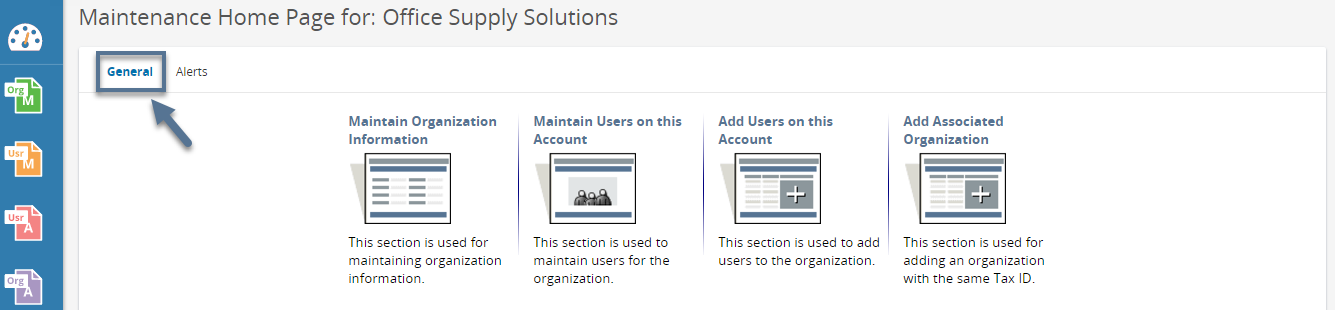 Maintenance Home Page for: Office Supply Solutions
General
Alerts
Org
M
Usr
M
Usr
A
Org
A
Maintain Organization
Information
This section is used for
maintaining organization
information.
Maintain Users on this
Account
This section is used to
maintain users for the
organization.
Add Users on this
Account
This section is used to add
users to the organization.
Add Associated
Organization
This section is used for
adding an organization
with the same Tax ID.